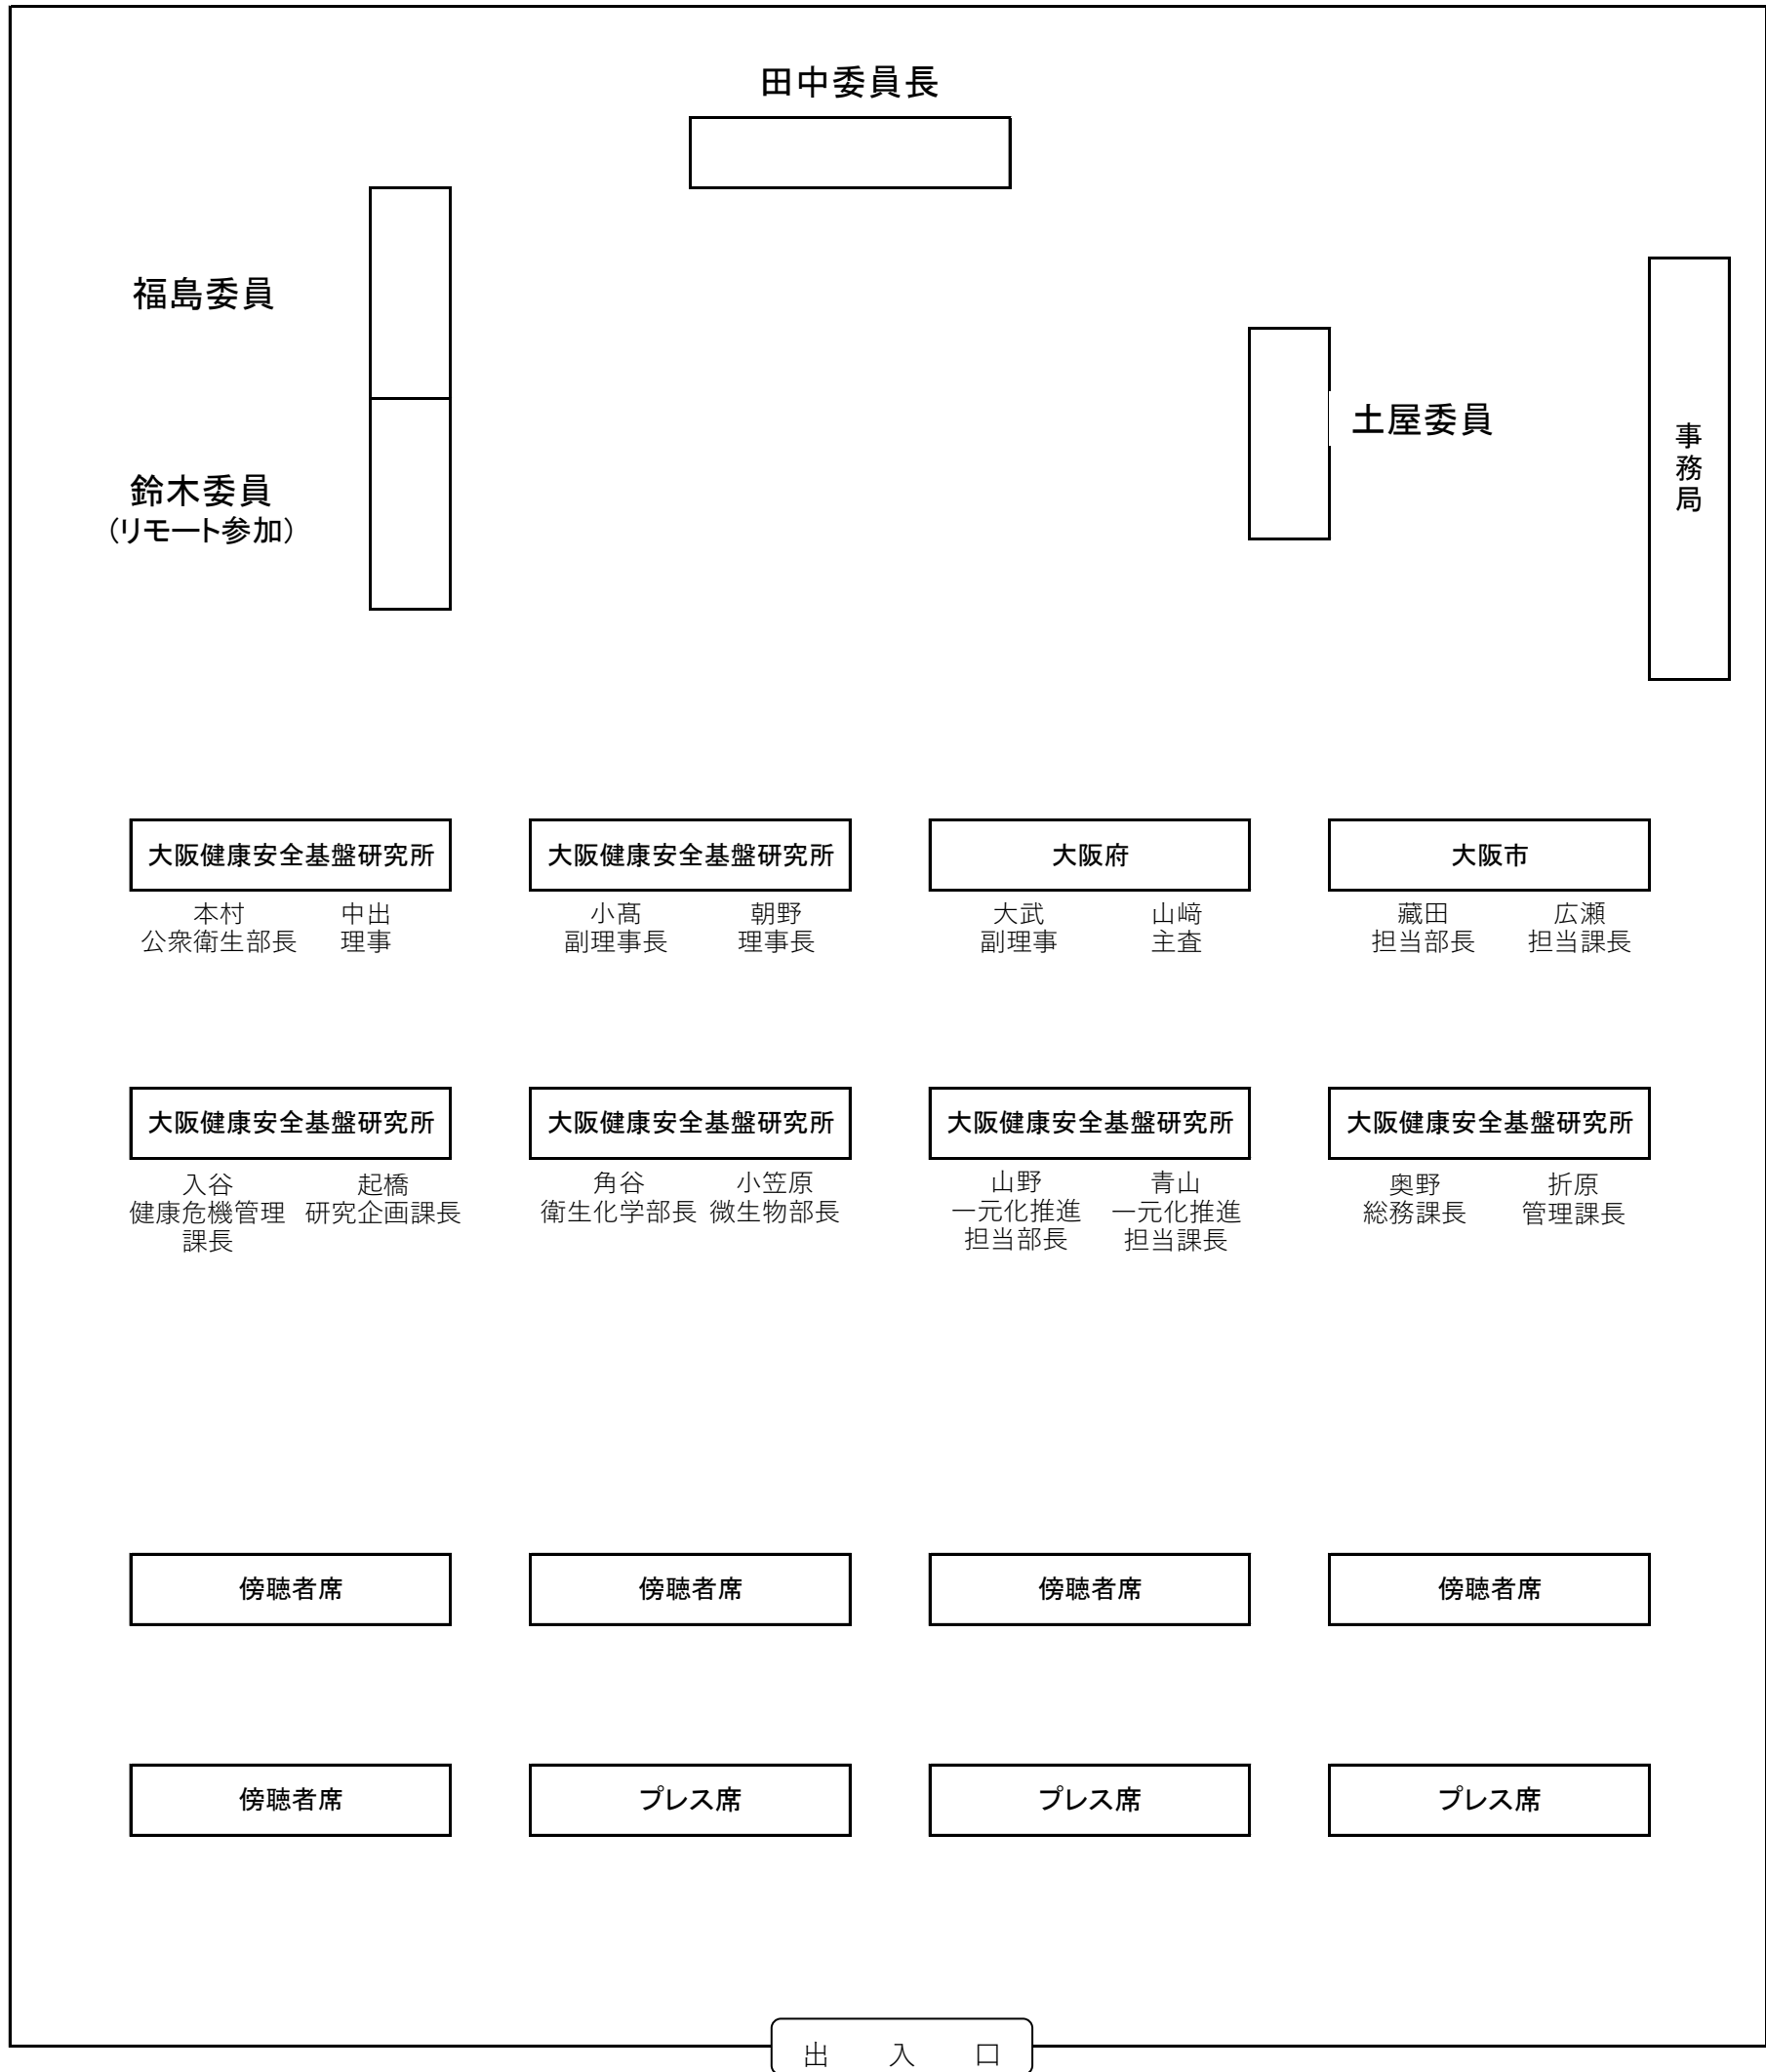 田中委員長
福島委員
土屋委員
事務局
鈴木委員
(リモート参加)
大阪健康安全基盤研究所
本村 中出
公衆衛生部長 理事
大阪健康安全基盤研究所
小髙 朝野
副理事長 理事長
大阪府
大武 山﨑
副理事 主査
大阪市
藏田 広瀬
担当部長 担当課長
大阪健康安全基盤研究所
入谷 起橋
健康危機管理 研究企画課長
課長
大阪健康安全基盤研究所
角谷 小笠原
衛生化学部長 微生物部長
大阪健康安全基盤研究所
山野 青山
一元化推進 一元化推進
担当部長 担当課長
大阪健康安全基盤研究所
奥野 折原
総務課長 管理課長
傍聴者席
傍聴者席
傍聴者席
傍聴者席
傍聴者席
プレス席
プレス席
プレス席
出 入 口